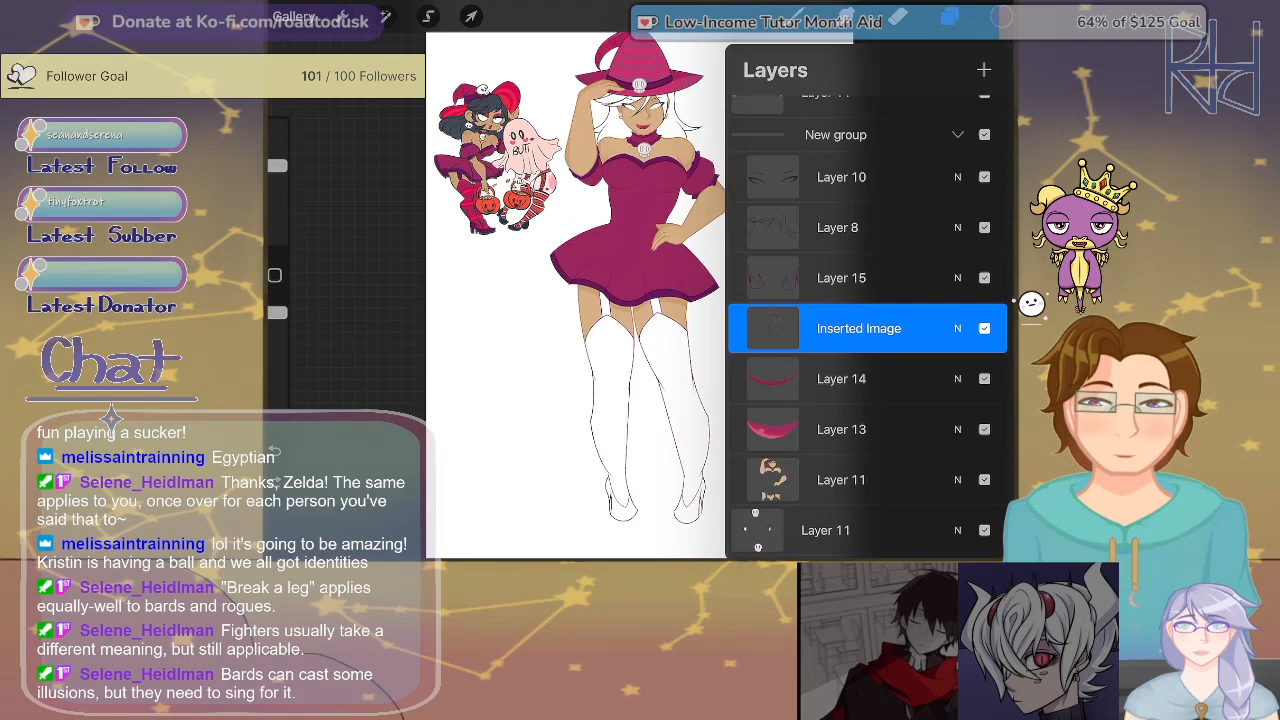 Donate at Ko-fi.com/roadtodusk
Gallery
Low-Income Tutor Month Aid
64% of $125 Goal
Follower Goal
101 / 100 Followers
seanandserena
Latest Follow
tinyfoxtrot
Latest Subber
Latest Donator
Chat
fun playing a sucker!
melissaintrainning Egyptian
Selene_Heidlman Thanks, Zelda! The same
applies to you, once over for each person you've
said that to~
melissaintrainning lol it's going to be amazing!
Kristin is having a ball and we all got identities
Selene_Heidlman "Break a leg" applies
equally-well to bards and rogues.
Selene_Heidlman Fighters usually take a
different meaning, but still applicable.
Selene_Heidlman Bards can cast some
illusions, but they need to sing for it.
BUTT
Layers
New group
Layer 10 N
Layer 8 N
Layer 15 N
Inserted Image N
Layer 14 N
Layer 13 N
Layer 11 N
Layer 11 N